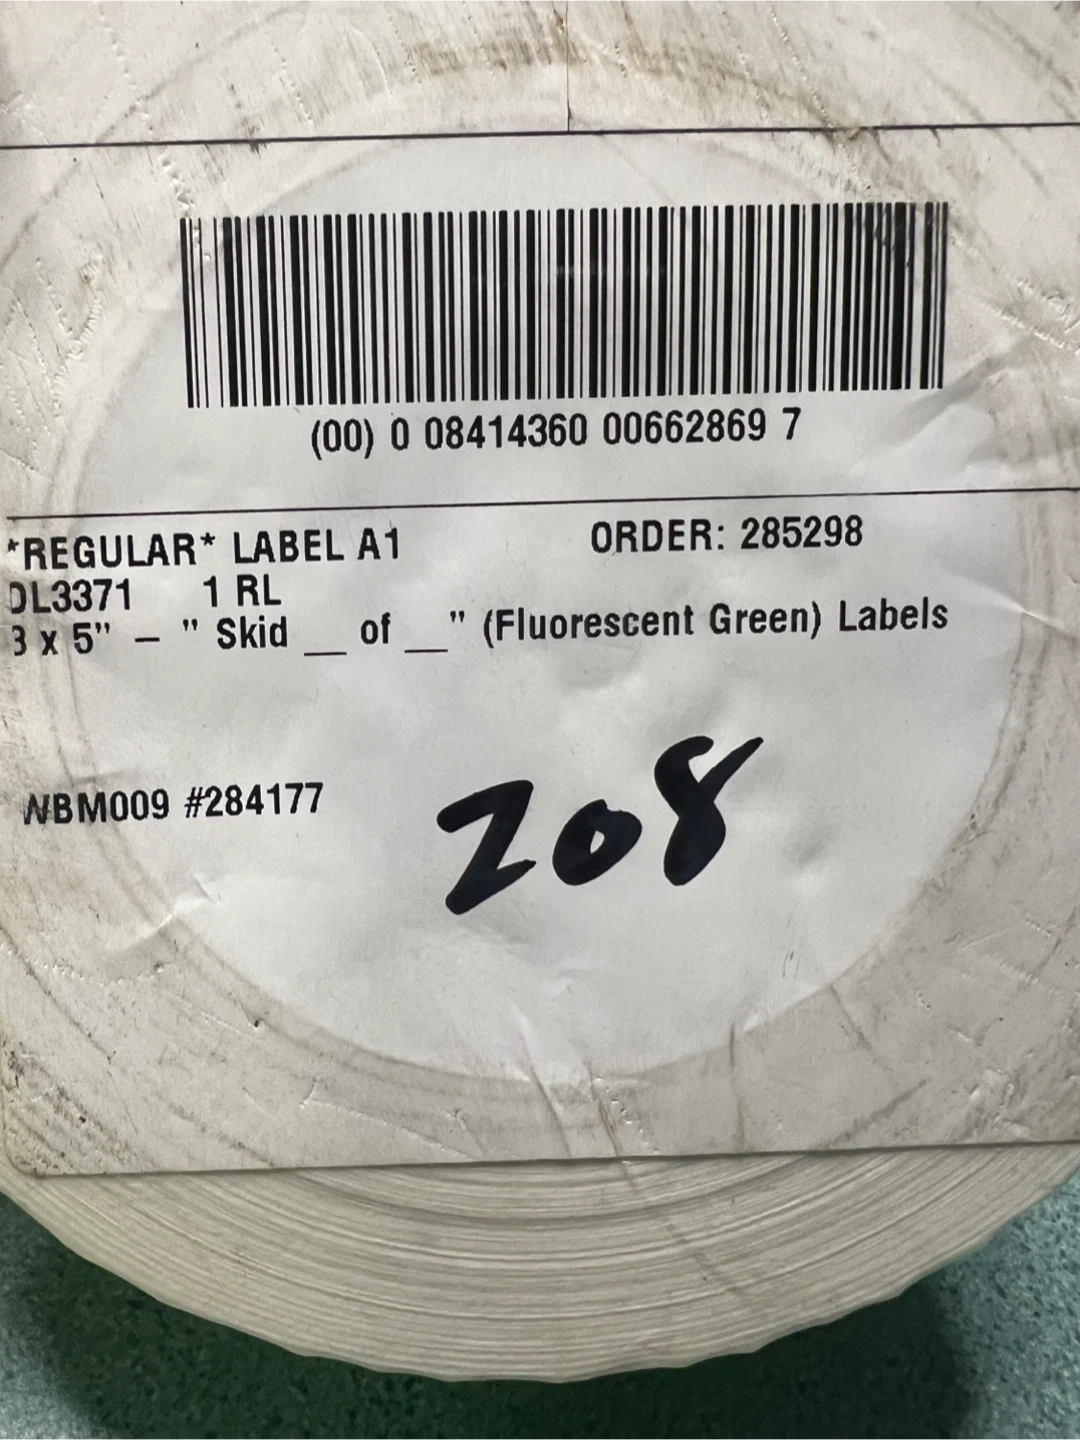 (00) 0 08414360 00662869 7
*REGULAR* LABEL A1 ORDER: 285298
DL3371 1 RL
3 x 5" – " Skid __ of __" (Fluorescent Green) Labels
WBM009 #284177
208